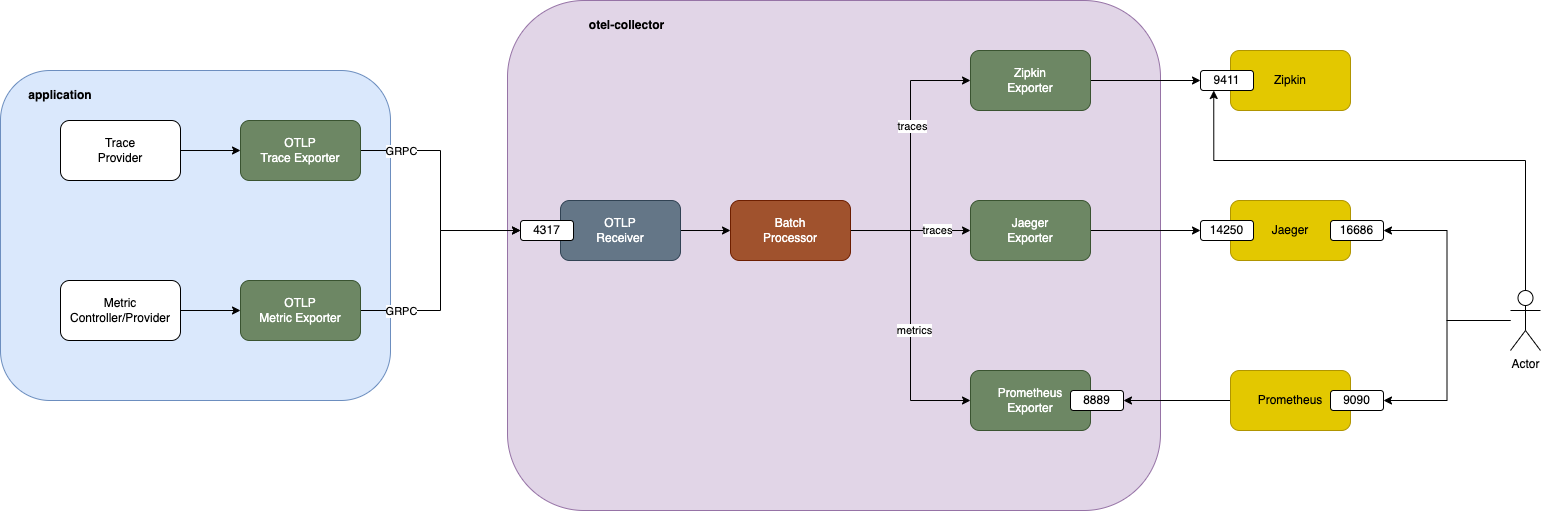 otel-collector
application
Trace
Provider
OTLP
Trace Exporter
GRPC
Metric
Controller/Provider
OTLP
Metric Exporter
GRPC
4317
OTLP
Receiver
Batch
Processor
traces
traces
metrics
Zipkin
Exporter
Jaeger
Exporter
Prometheus
Exporter
8889
9411
Zipkin
14250
Jaeger
16686
Prometheus
9090
Actor